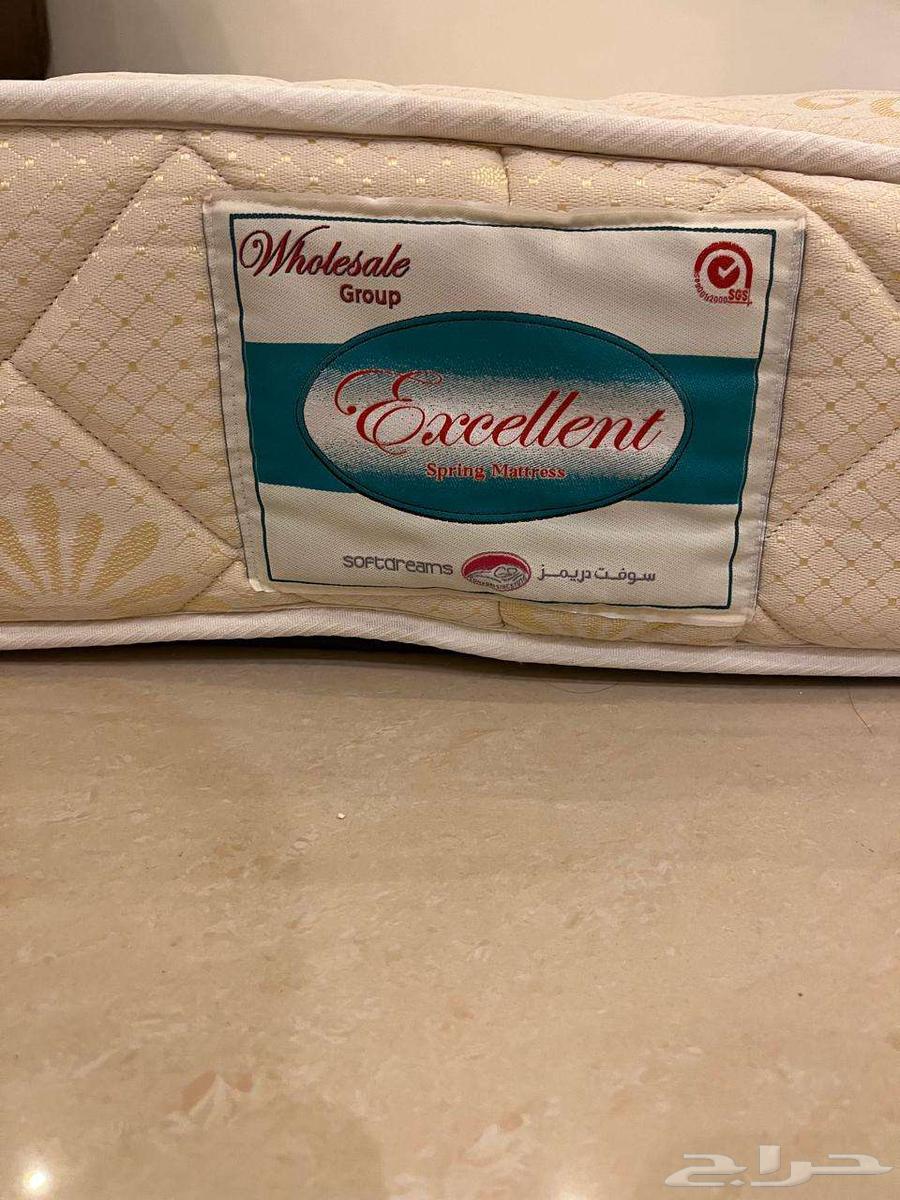 Wholesale
Group
SGS
Excellent
Spring Mattress
softdreams
سوفت دريمز
حراج